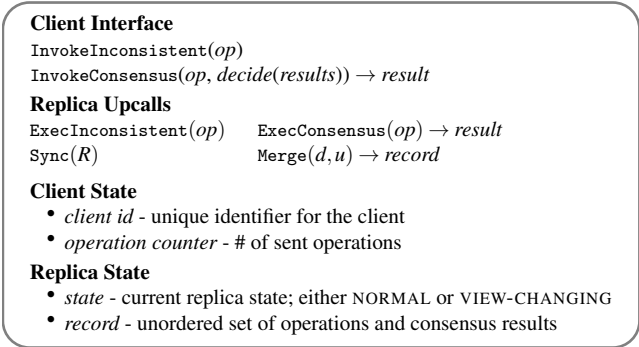 Client Interface
InvokeInconsistent(op)
InvokeConsensus(op, decide(results)) → result
Replica Upcalls
ExecInconsistent(op) ExecConsensus(op) → result
Sync(R) Merge(d,u) → record
Client State
• client id - unique identifier for the client
• operation counter - # of sent operations
Replica State
• state - current replica state; either NORMAL or VIEW-CHANGING
• record - unordered set of operations and consensus results